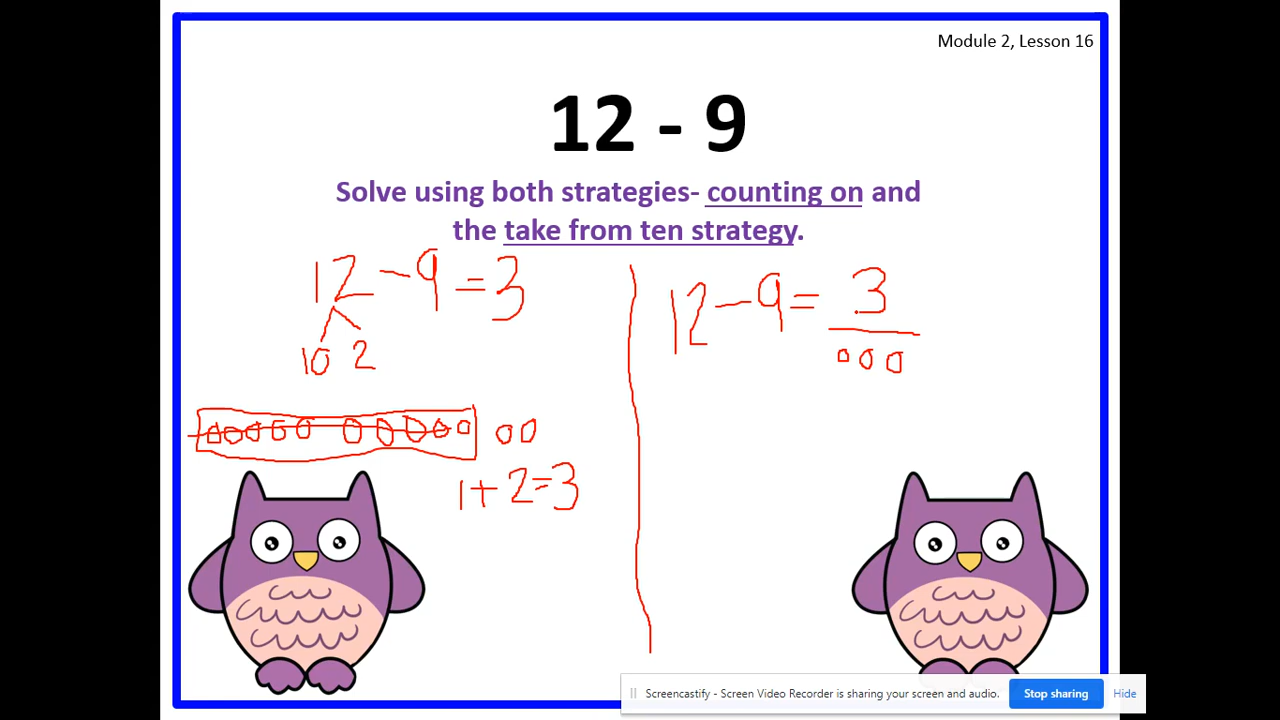 Module 2, Lesson 16
12 - 9
Solve using both strategies- counting on and
the take from ten strategy.
12 - 9 = 3
10 2
1 + 2 = 3
12 - 9 = 3
Screencastify - Screen Video Recorder is sharing your screen and audio.
Stop sharing
Hide